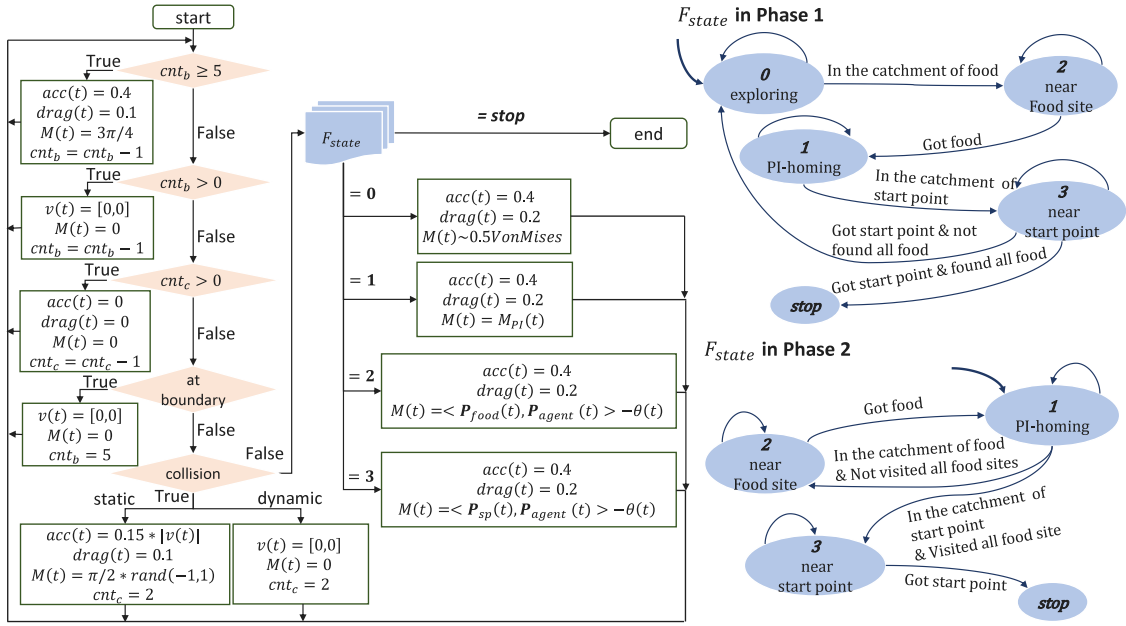 start
True
cnt_b ≥ 5
acc(t) = 0.4
drag(t) = 0.1
M(t) = 3π/4
cnt_b = cnt_b − 1
False
True
cnt_b > 0
v(t) = [0,0]
M(t) = 0
cnt_b = cnt_b − 1
False
True
cnt_c > 0
acc(t) = 0
drag(t) = 0
M(t) = 0
cnt_c = cnt_c − 1
False
True
at
boundary
v(t) = [0,0]
M(t) = 0
cnt_b = 5
False
False
collision
True
static
dynamic
acc(t) = 0.15 * |v(t)|
drag(t) = 0.1
M(t) = π/2 * rand(−1,1)
cnt_c = 2
v(t) = [0,0]
M(t) = 0
cnt_c = 2
F_state
= stop
end
= 0
acc(t) = 0.4
drag(t) = 0.2
M(t)~0.5VonMises
= 1
acc(t) = 0.4
drag(t) = 0.2
M(t) = M_PI(t)
= 2
acc(t) = 0.4
drag(t) = 0.2
M(t) =< P_food(t), P_agent (t) > −θ(t)
= 3
acc(t) = 0.4
drag(t) = 0.2
M(t) =< P_sp(t), P_agent (t) > −θ(t)
F_state in Phase 1
0
exploring
In the catchment of food
2
near
Food site
Got food
1
PI-homing
In the catchment of
start point
3
near
start point
Got start point & not
found all food
Got start point & found all food
stop
F_state in Phase 2
1
PI-homing
Got food
2
near
Food site
In the catchment of food
& Not visited all food sites
In the catchment of
start point
& Visited all food site
3
near
start point
Got start point
stop